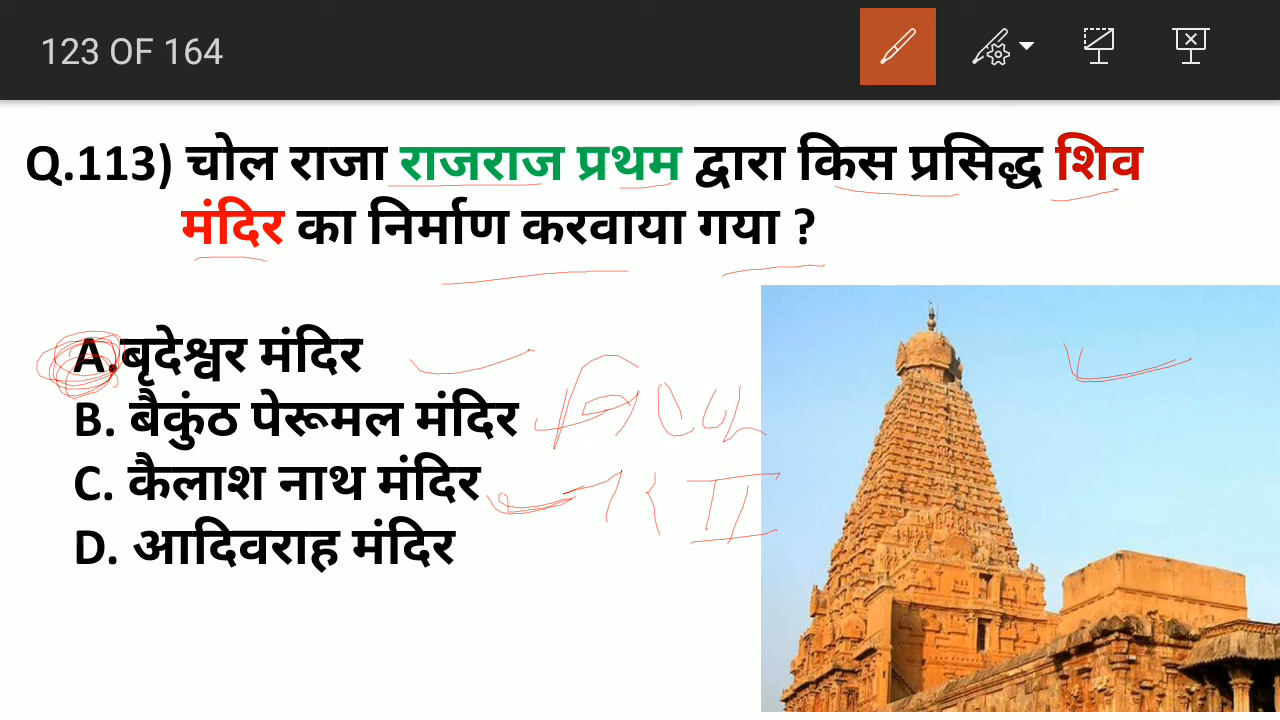 123 OF 164
Q.113) चोल राजा राजराज प्रथम द्वारा किस प्रसिद्ध शिव
मंदिर का निर्माण करवाया गया ?
A.बृदेश्वर मंदिर
B. बैकुंठ पेरूमल मंदिर
C. कैलाश नाथ मंदिर
D. आदिवराह मंदिर